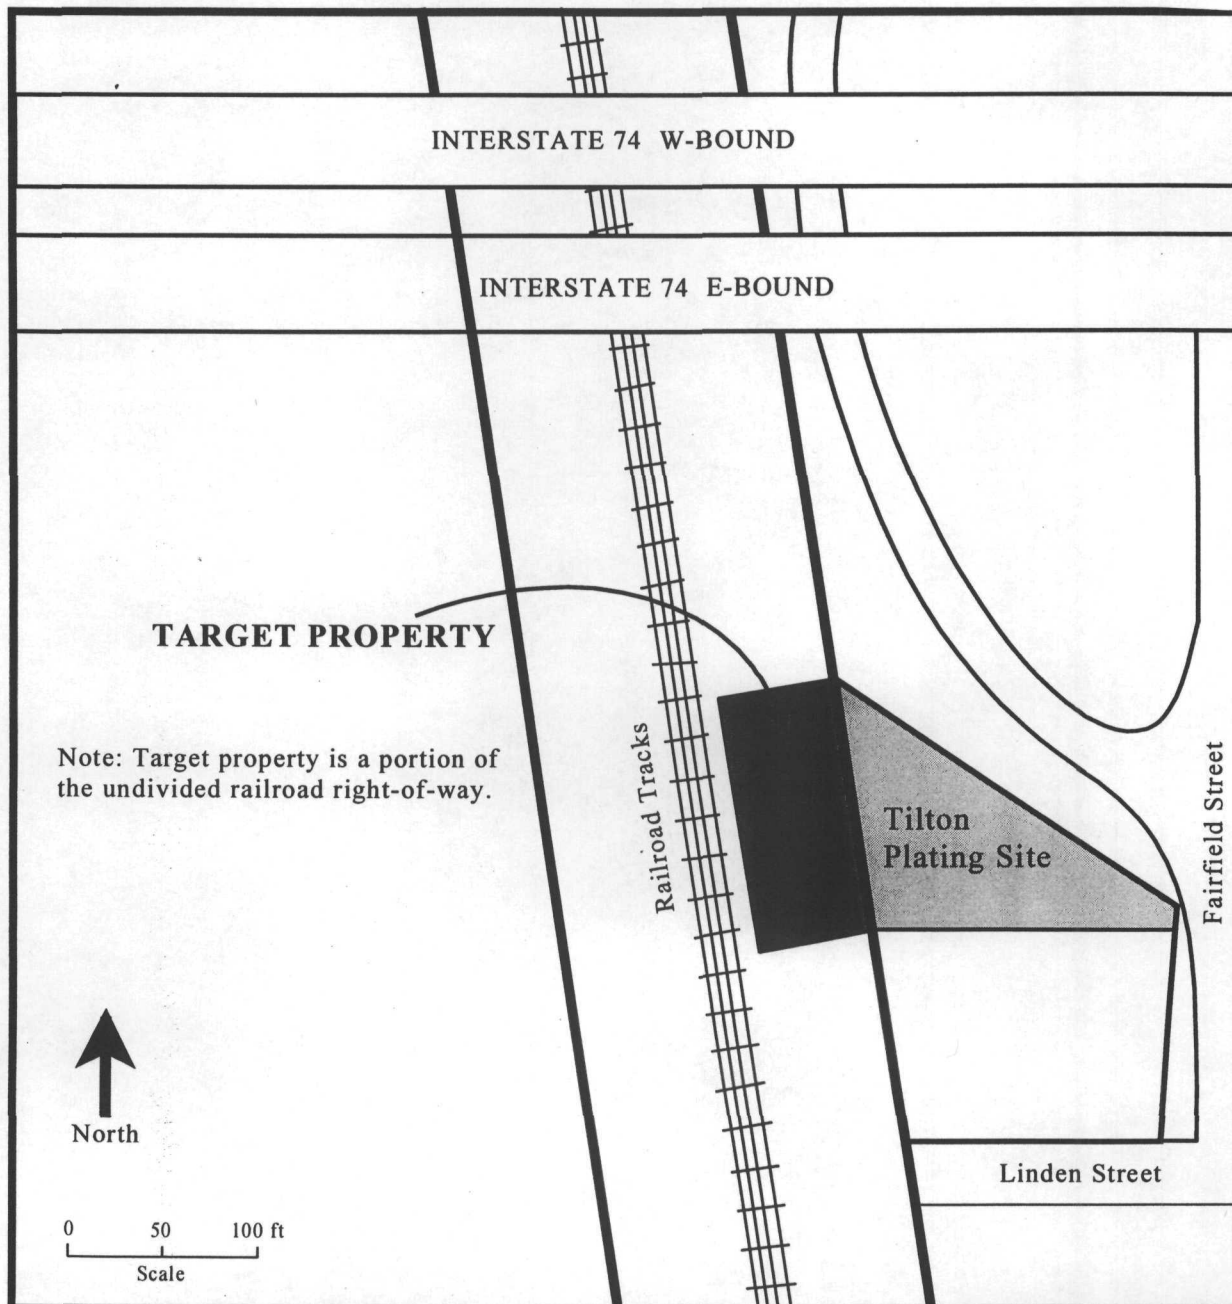 INTERSTATE 74 W-BOUND
INTERSTATE 74 E-BOUND
TARGET PROPERTY
Note: Target property is a portion of
the undivided railroad right-of-way.
Railroad Tracks
Tilton
Plating Site
Fairfield Street
North
Linden Street
0 50 100 ft
Scale